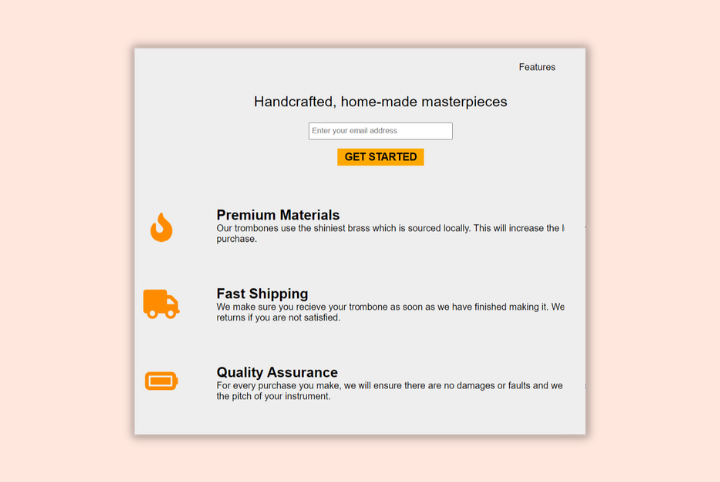 Features
Handcrafted, home-made masterpieces
Enter your email address
GET STARTED
Premium Materials
Our trombones use the shiniest brass which is sourced locally. This will increase the
purchase.
Fast Shipping
We make sure you recieve your trombone as soon as we have finished making it. We
returns if you are not satisfied.
Quality Assurance
For every purchase you make, we will ensure there are no damages or faults and we
the pitch of your instrument.